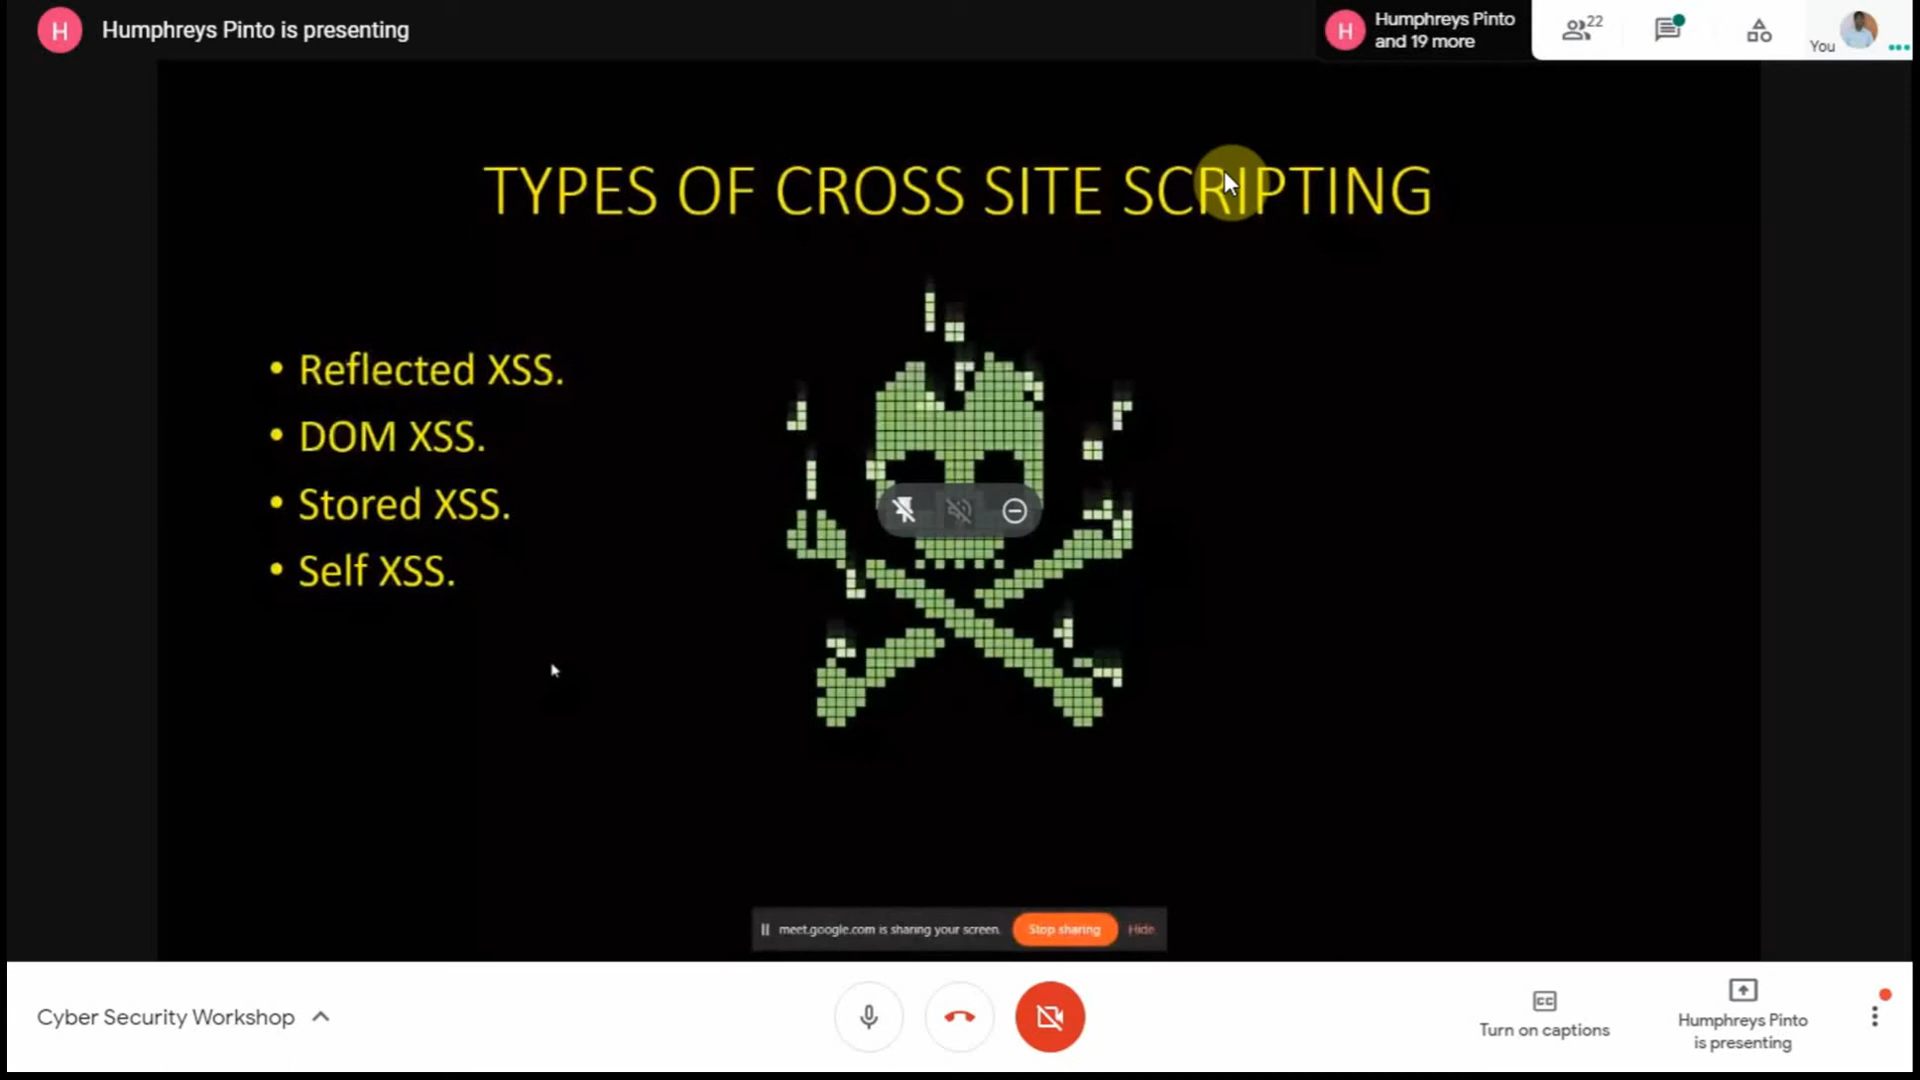 H
Humphreys Pinto is presenting
H
Humphreys Pinto
and 19 more
22
You
TYPES OF CROSS SITE SCRIPTING
• Reflected XSS.
• DOM XSS.
• Stored XSS.
• Self XSS.
meet.google.com is sharing your screen.
Stop sharing
Hide
Cyber Security Workshop
CC
Turn on captions
Humphreys Pinto
is presenting